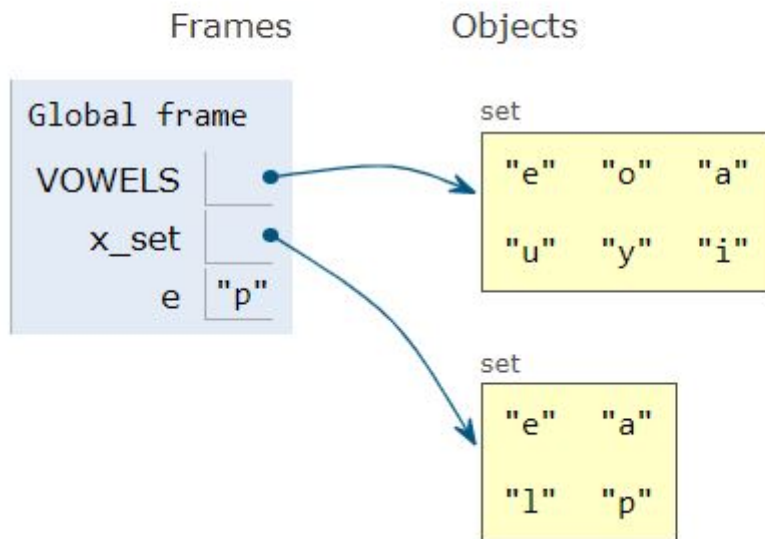 Frames Objects
Global frame
VOWELS
x_set
e "p"
set
"e" "o" "a"
"u" "y" "i"
set
"e" "a"
"l" "p"